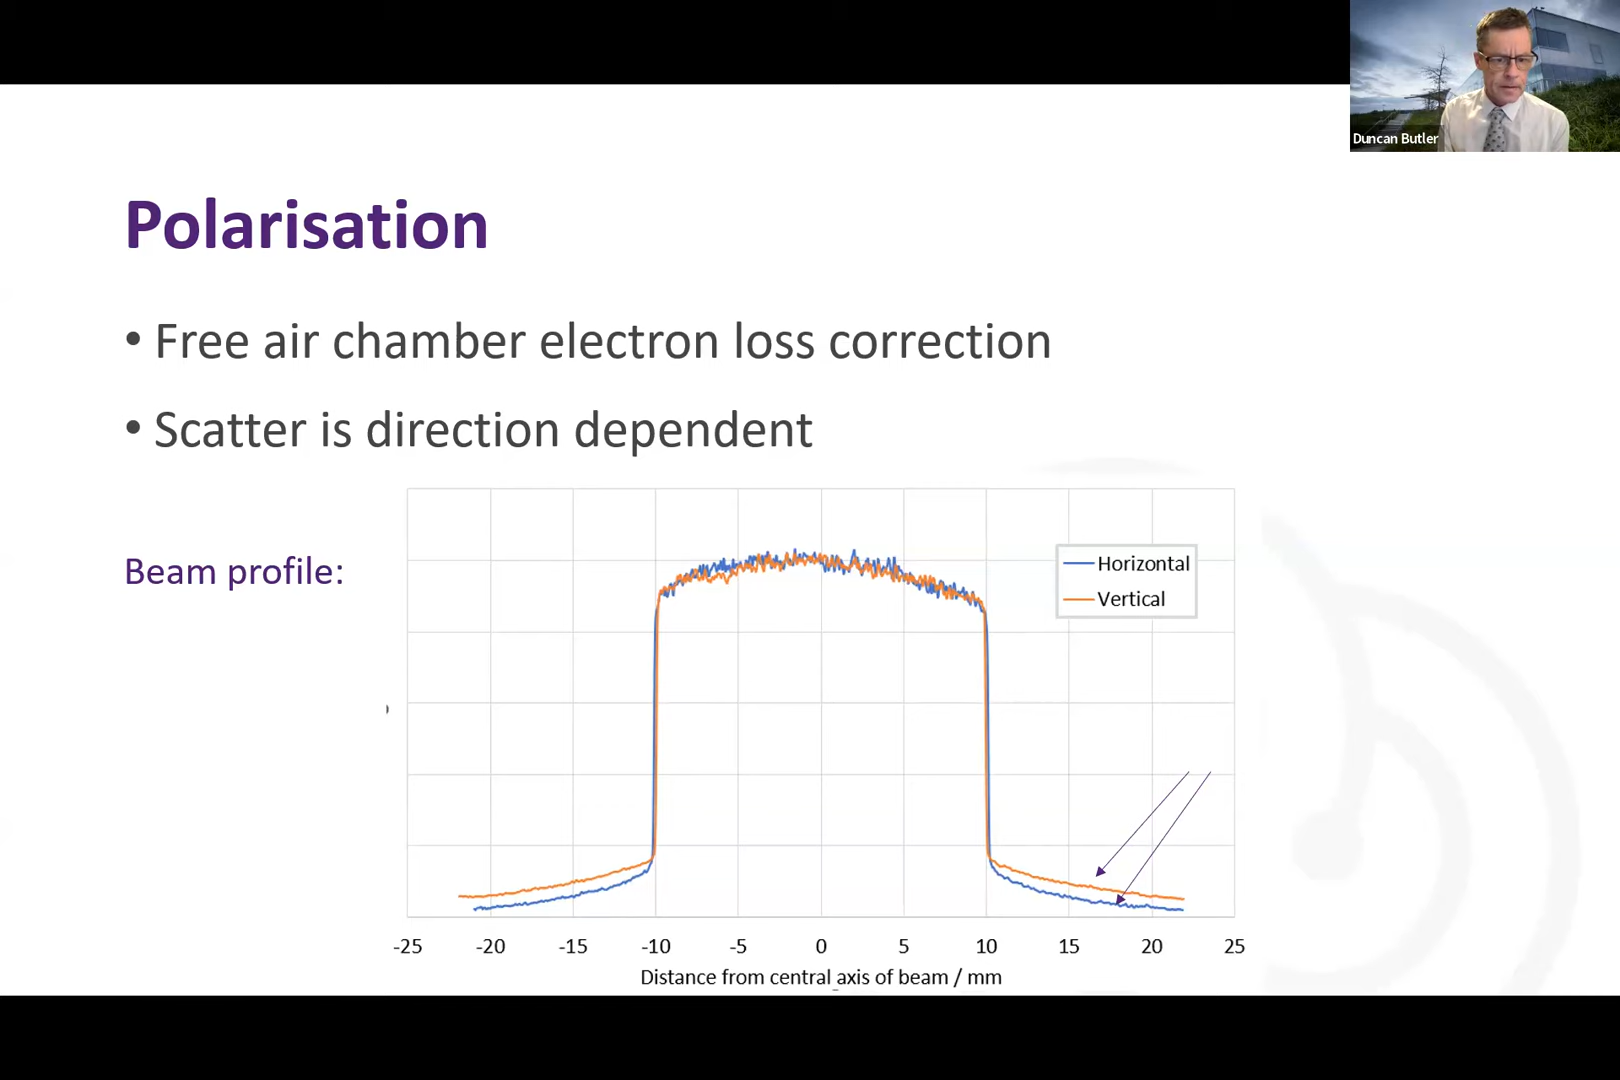 Duncan Butler
Polarisation
• Free air chamber electron loss correction
• Scatter is direction dependent
Beam profile:
Horizontal
Vertical
-25 -20 -15 -10 -5 0 5 10 15 20 25
Distance from central axis of beam / mm